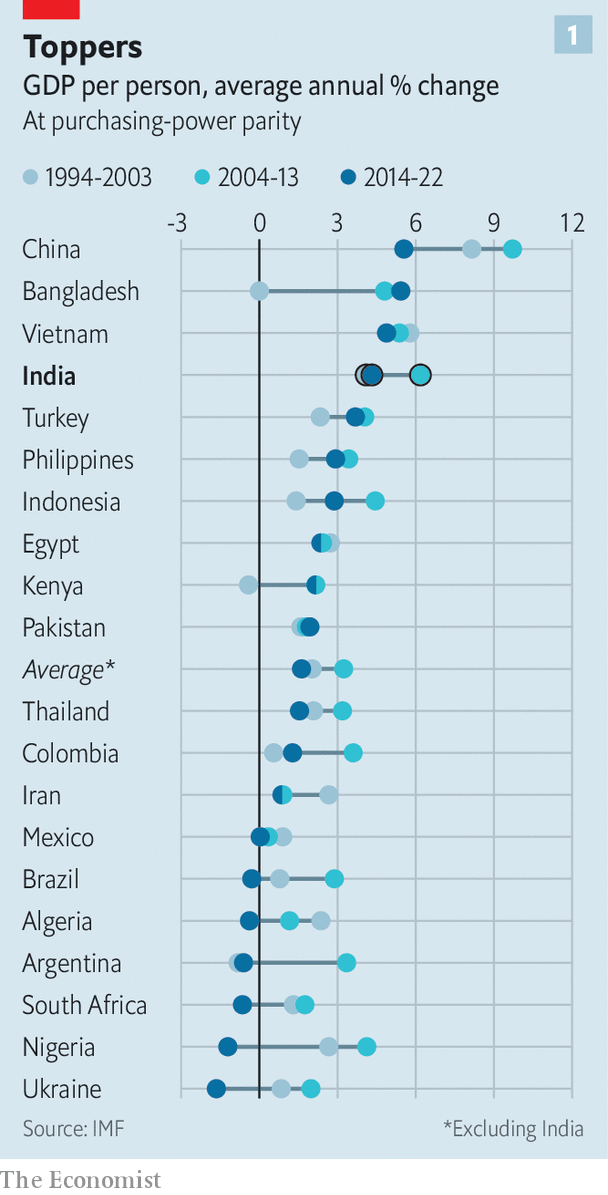 1
Toppers
GDP per person, average annual % change
At purchasing-power parity
1994-2003 2004-13 2014-22
-3 0 3 6 9 12
China
Bangladesh
Vietnam
India
Turkey
Philippines
Indonesia
Egypt
Kenya
Pakistan
Average*
Thailand
Colombia
Iran
Mexico
Brazil
Algeria
Argentina
South Africa
Nigeria
Ukraine
Source: IMF *Excluding India
The Economist